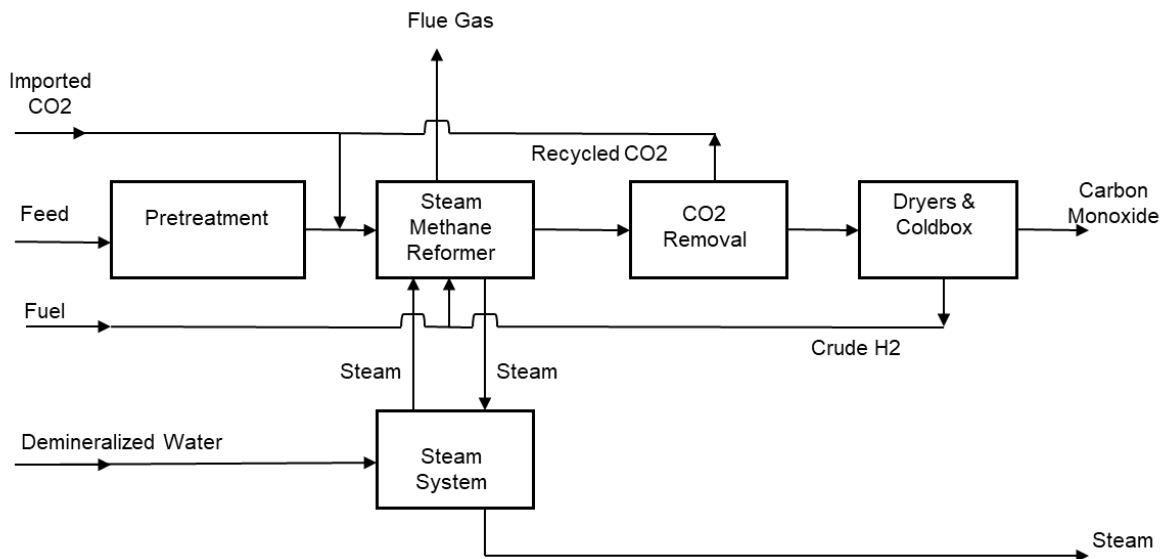 Flue Gas
Imported
CO2
Recycled CO2
Feed
Pretreatment
Steam
Methane
Reformer
CO2
Removal
Dryers &
Coldbox
Carbon
Monoxide
Fuel
Crude H2
Steam
Steam
Demineralized Water
Steam
System
Steam